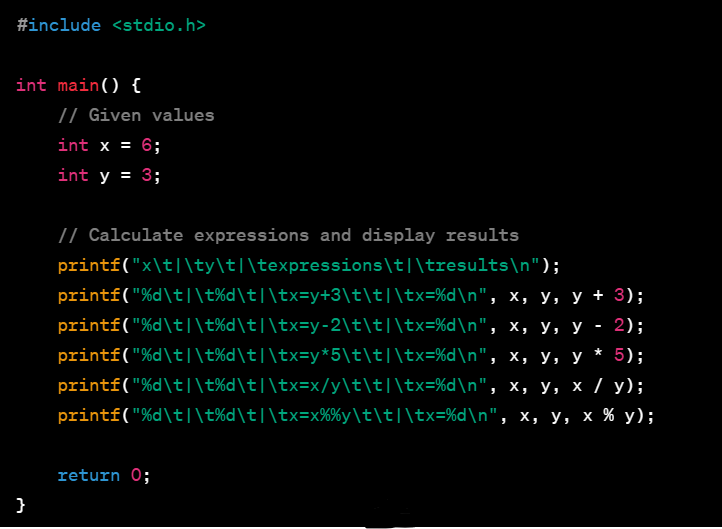 #include <stdio.h>

int main() {
    // Given values
    int x = 6;
    int y = 3;

    // Calculate expressions and display results
    printf("x\t|\ty\t|\texpressions\t|\tresults\n");
    printf("%d\t|\t%d\t|\tx=y+3\t\t|\tx=%d\n", x, y, y + 3);
    printf("%d\t|\t%d\t|\tx=y-2\t\t|\tx=%d\n", x, y, y - 2);
    printf("%d\t|\t%d\t|\tx=y*5\t\t|\tx=%d\n", x, y, y * 5);
    printf("%d\t|\t%d\t|\tx=x/y\t\t|\tx=%d\n", x, y, x / y);
    printf("%d\t|\t%d\t|\tx=x%%y\t\t|\tx=%d\n", x, y, x % y);

    return 0;
}